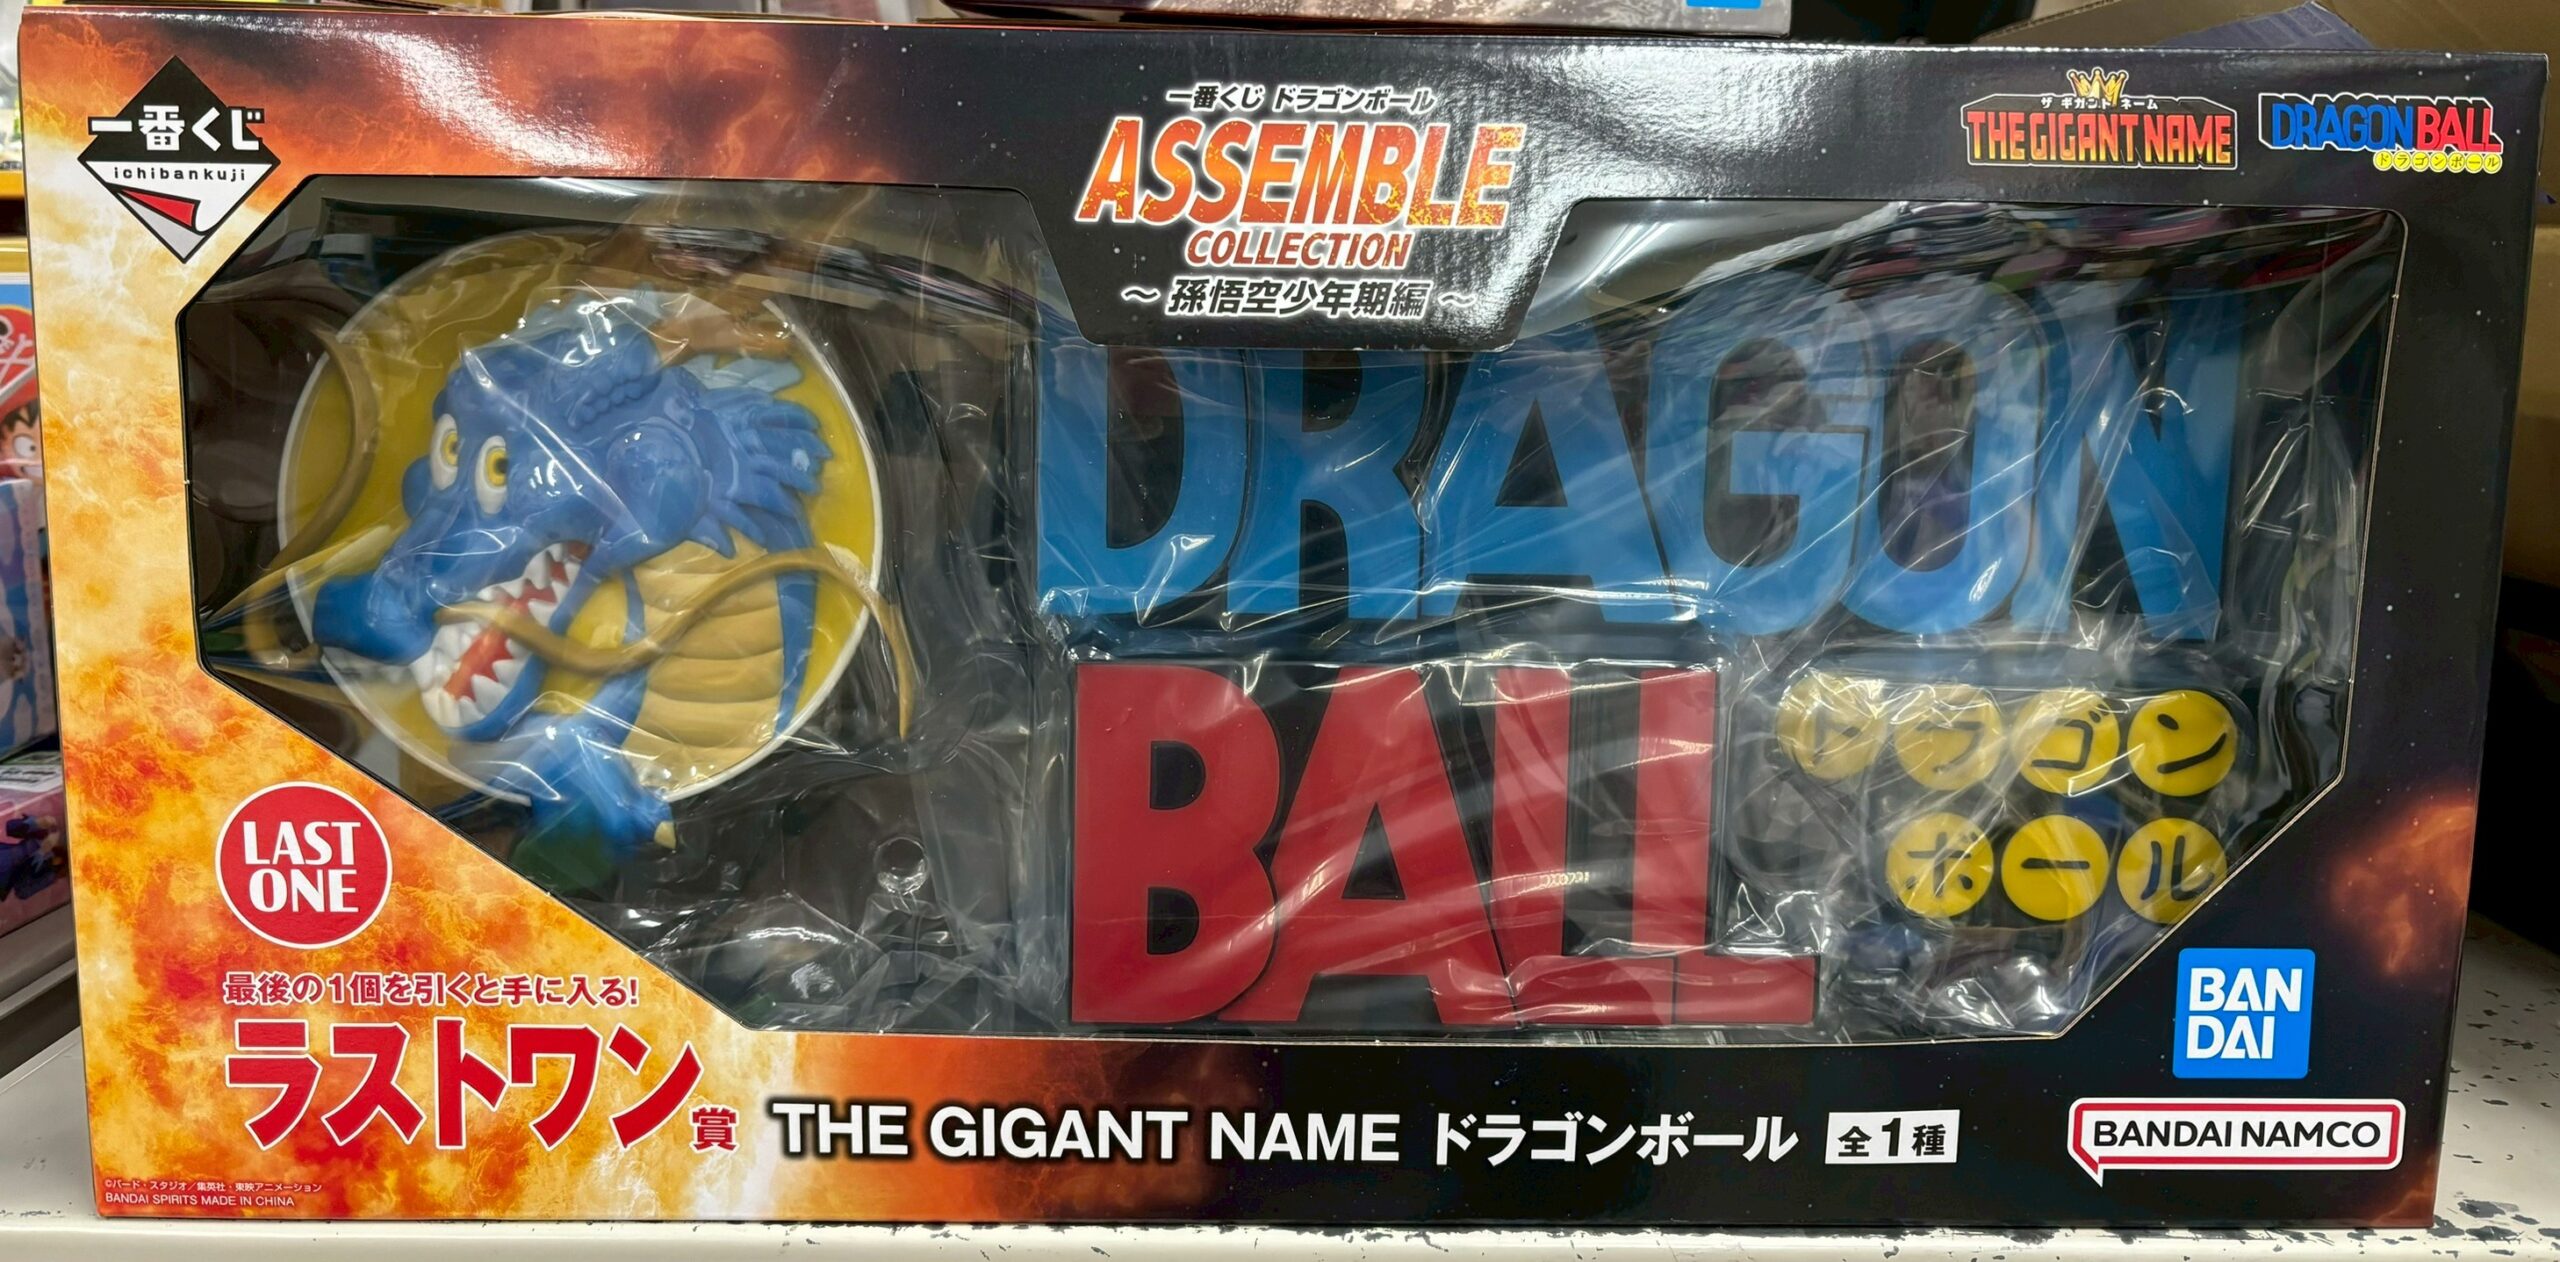 一番くじ
ichibankuji
一番くじ ドラゴンボール
ASSEMBLE
COLLECTION
~ 孫悟空少年期編 ~
ザ ギガント ネーム
THE GIGANT NAME
DRAGON BALL
ドラゴンボール
DRAGON
BALL
ドラゴン
ボール
LAST
ONE
最後の1個を引くと手に入る!
ラストワン賞
THE GIGANT NAME ドラゴンボール 全1種
BAN
DAI
BANDAI NAMCO
©バード・スタジオ/集英社・東映アニメーション
BANDAI SPIRITS MADE IN CHINA